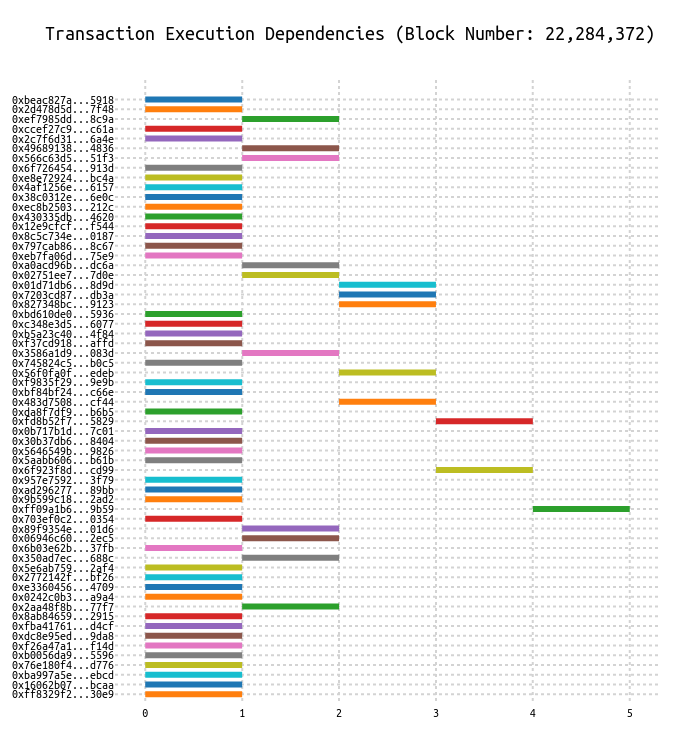 Transaction Execution Dependencies (Block Number: 22,284,372)
0xbeac827a...5918
0x2d478d5d...7f48
0xef7985dd...8c9a
0xccef27c9...c61a
0x2c7f6d31...6a4e
0x49689138...4836
0x566c63d5...51f3
0x6f726454...913d
0xe8e72924...bc4a
0x4af1256e...6157
0x38c0312e...6e0c
0xec8b2503...212c
0x430335db...4620
0x12e9cfcf...f544
0x8c5c734e...0187
0x797cab86...8c67
0xeb7fa06d...75e9
0xa0acd96b...dc6a
0x02751ee7...7d0e
0x01d71db6...8d9d
0x7203cd87...db3a
0x827348bc...9123
0xbd610de0...5936
0xc348e3d5...6077
0xb5a23c40...4f84
0xf37cd918...affd
0x3586a1d9...083d
0x745824c5...b0c5
0x56f0fa0f...edeb
0xf9835f29...9e9b
0xbf84bf24...c66e
0x483d7508...cf44
0xda8f7df9...b6b5
0xfd8b52f7...5829
0x0b717b1d...7c01
0x30b37db6...8404
0x5646549b...9826
0x5aabb606...b61b
0x6f923f8d...cd99
0x957e7592...3f79
0xad296277...89bb
0x9b599c18...2ad2
0xff09a1b6...9b59
0x703ef0c2...0354
0x89f9354e...01d6
0x06946c60...2ec5
0x6b03e62b...37fb
0x350ad7ec...688c
0x5e6ab759...2af4
0x2772142f...bf26
0xe3360456...4709
0x0242c0b3...a9a4
0x2aa48f8b...77f7
0x8ab84659...2915
0xfba41761...d4cf
0xdc8e95ed...9da8
0xf26a47a1...f14d
0xb0056da9...5596
0x76e180f4...d776
0xba997a5e...ebcd
0x16062b07...bcaa
0xff8329f2...30e9
0 1 2 3 4 5